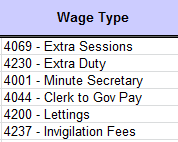 Wage Type
4069 - Extra Sessions
4230 - Extra Duty
4001 - Minute Secretary
4044 - Clerk to Gov Pay
4200 - Lettings
4237 - Invigilation Fees